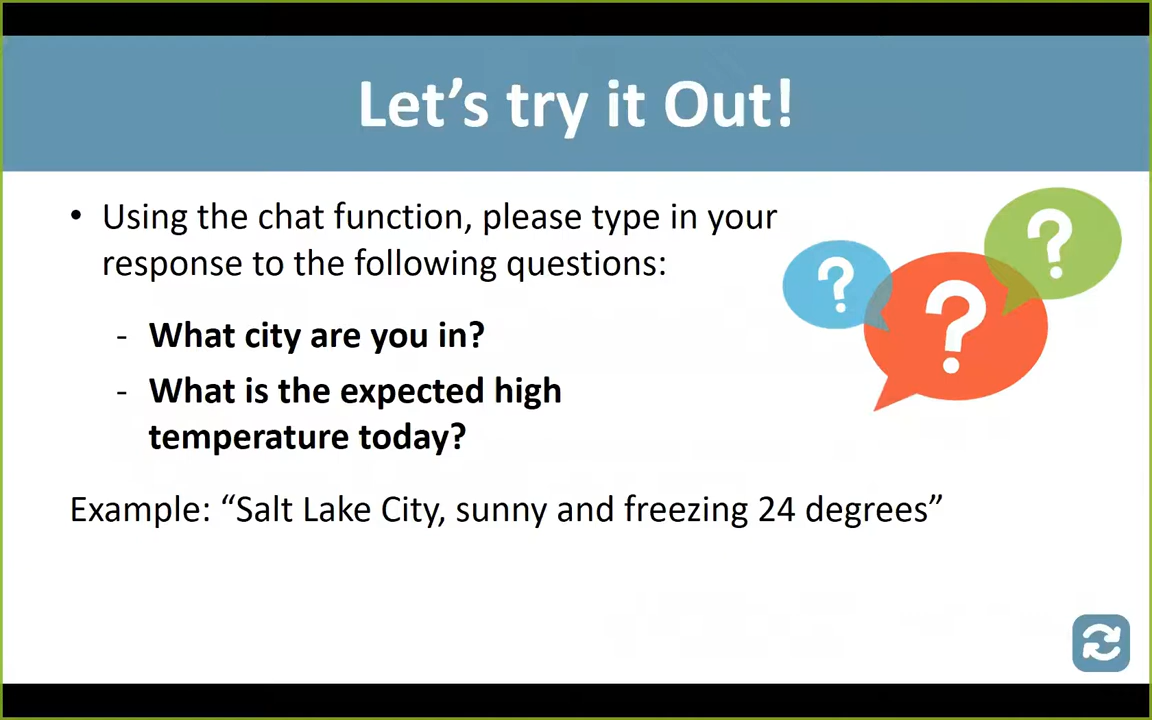 Let’s try it Out!
• Using the chat function, please type in your
response to the following questions:
- What city are you in?
- What is the expected high
temperature today?
Example: “Salt Lake City, sunny and freezing 24 degrees”
? ? ?